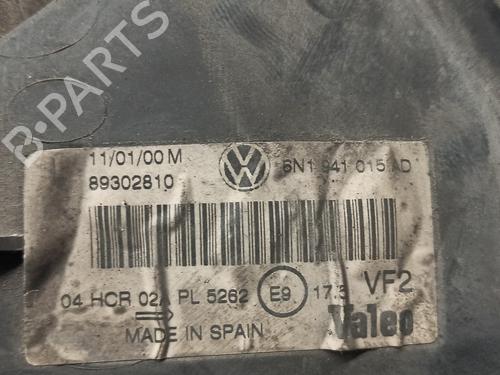 B-PARTS
11/01/00 M
6N1 941 015 AD
89302810
04 HCR 02A PL 5262 E9 17.5 VF2
MADE IN SPAIN
Valeo